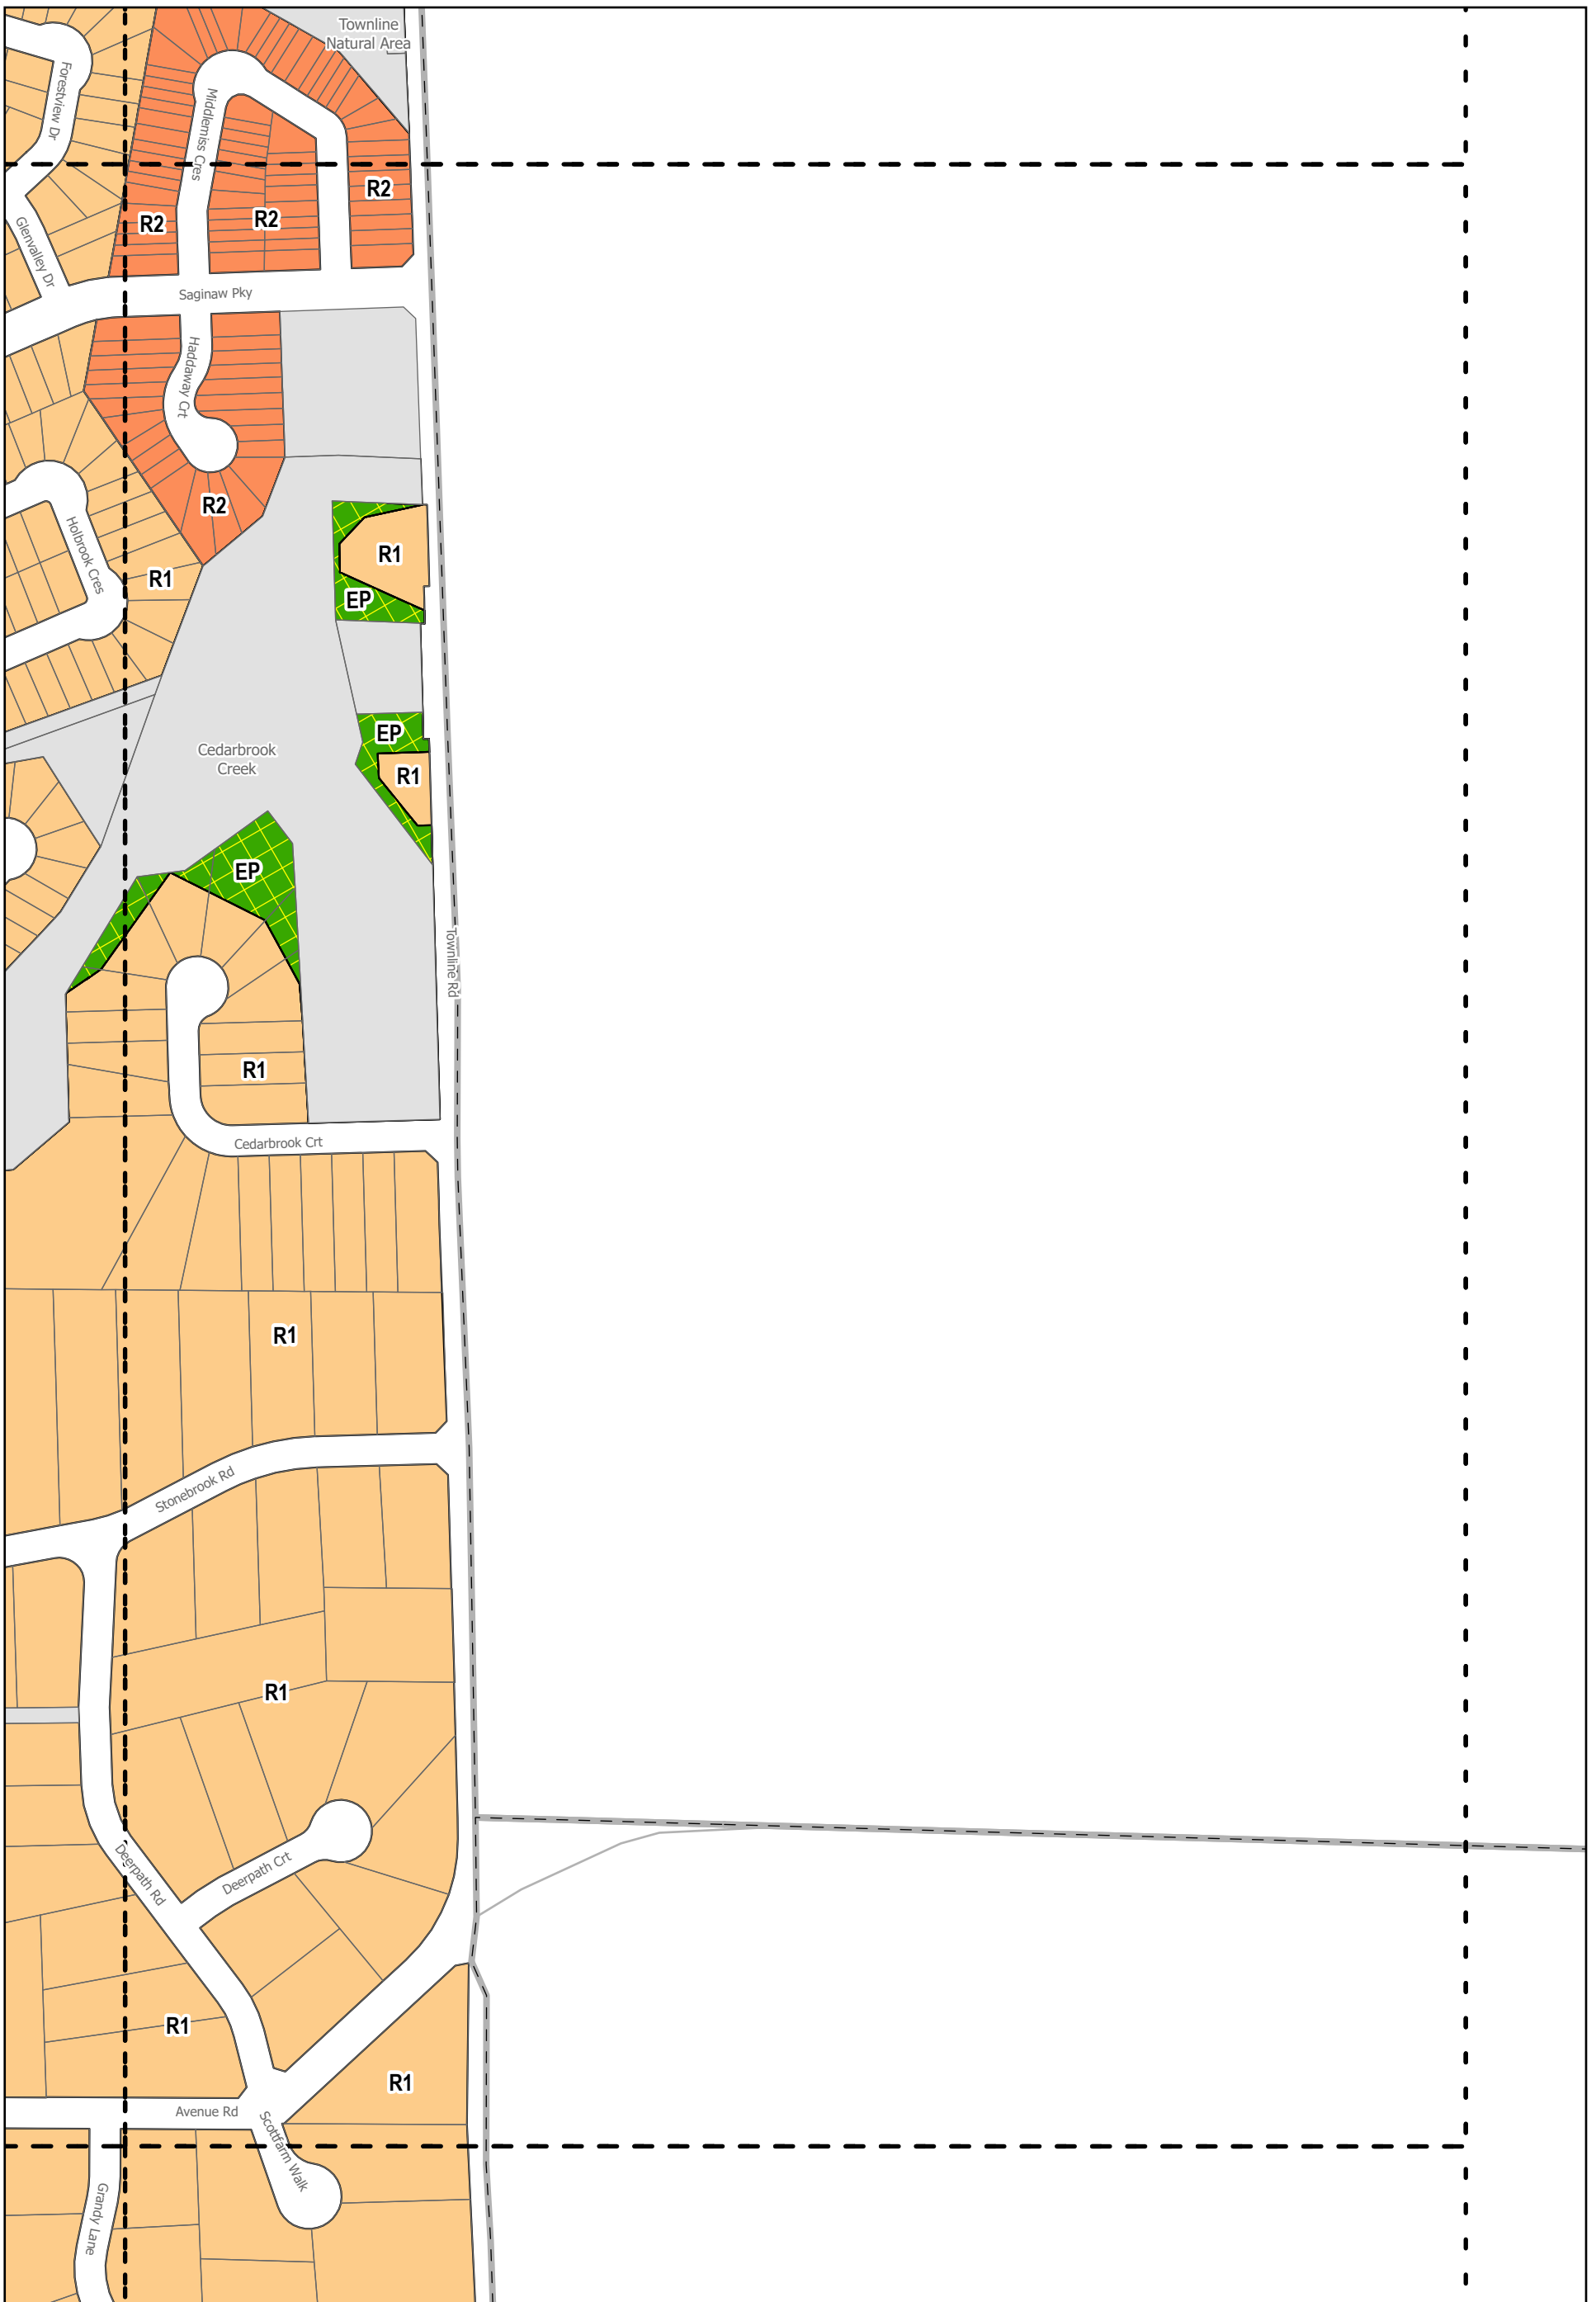 Townline
Natural Area
Forestview Dr
Middlemiss Cres
R2
R2
R2
Glenvalley Dr
Saginaw Pky
Haddaway Crt
R2
Holbrook Cres
R1
R1
EP
EP
Cedarbrook
Creek
R1
EP
Townline Rd
R1
Cedarbrook Crt
R1
Stonebrook Rd
R1
Deerpath Rd
Deerpath Crt
R1
R1
Avenue Rd
Scottfarm Walk
Grandy Lane